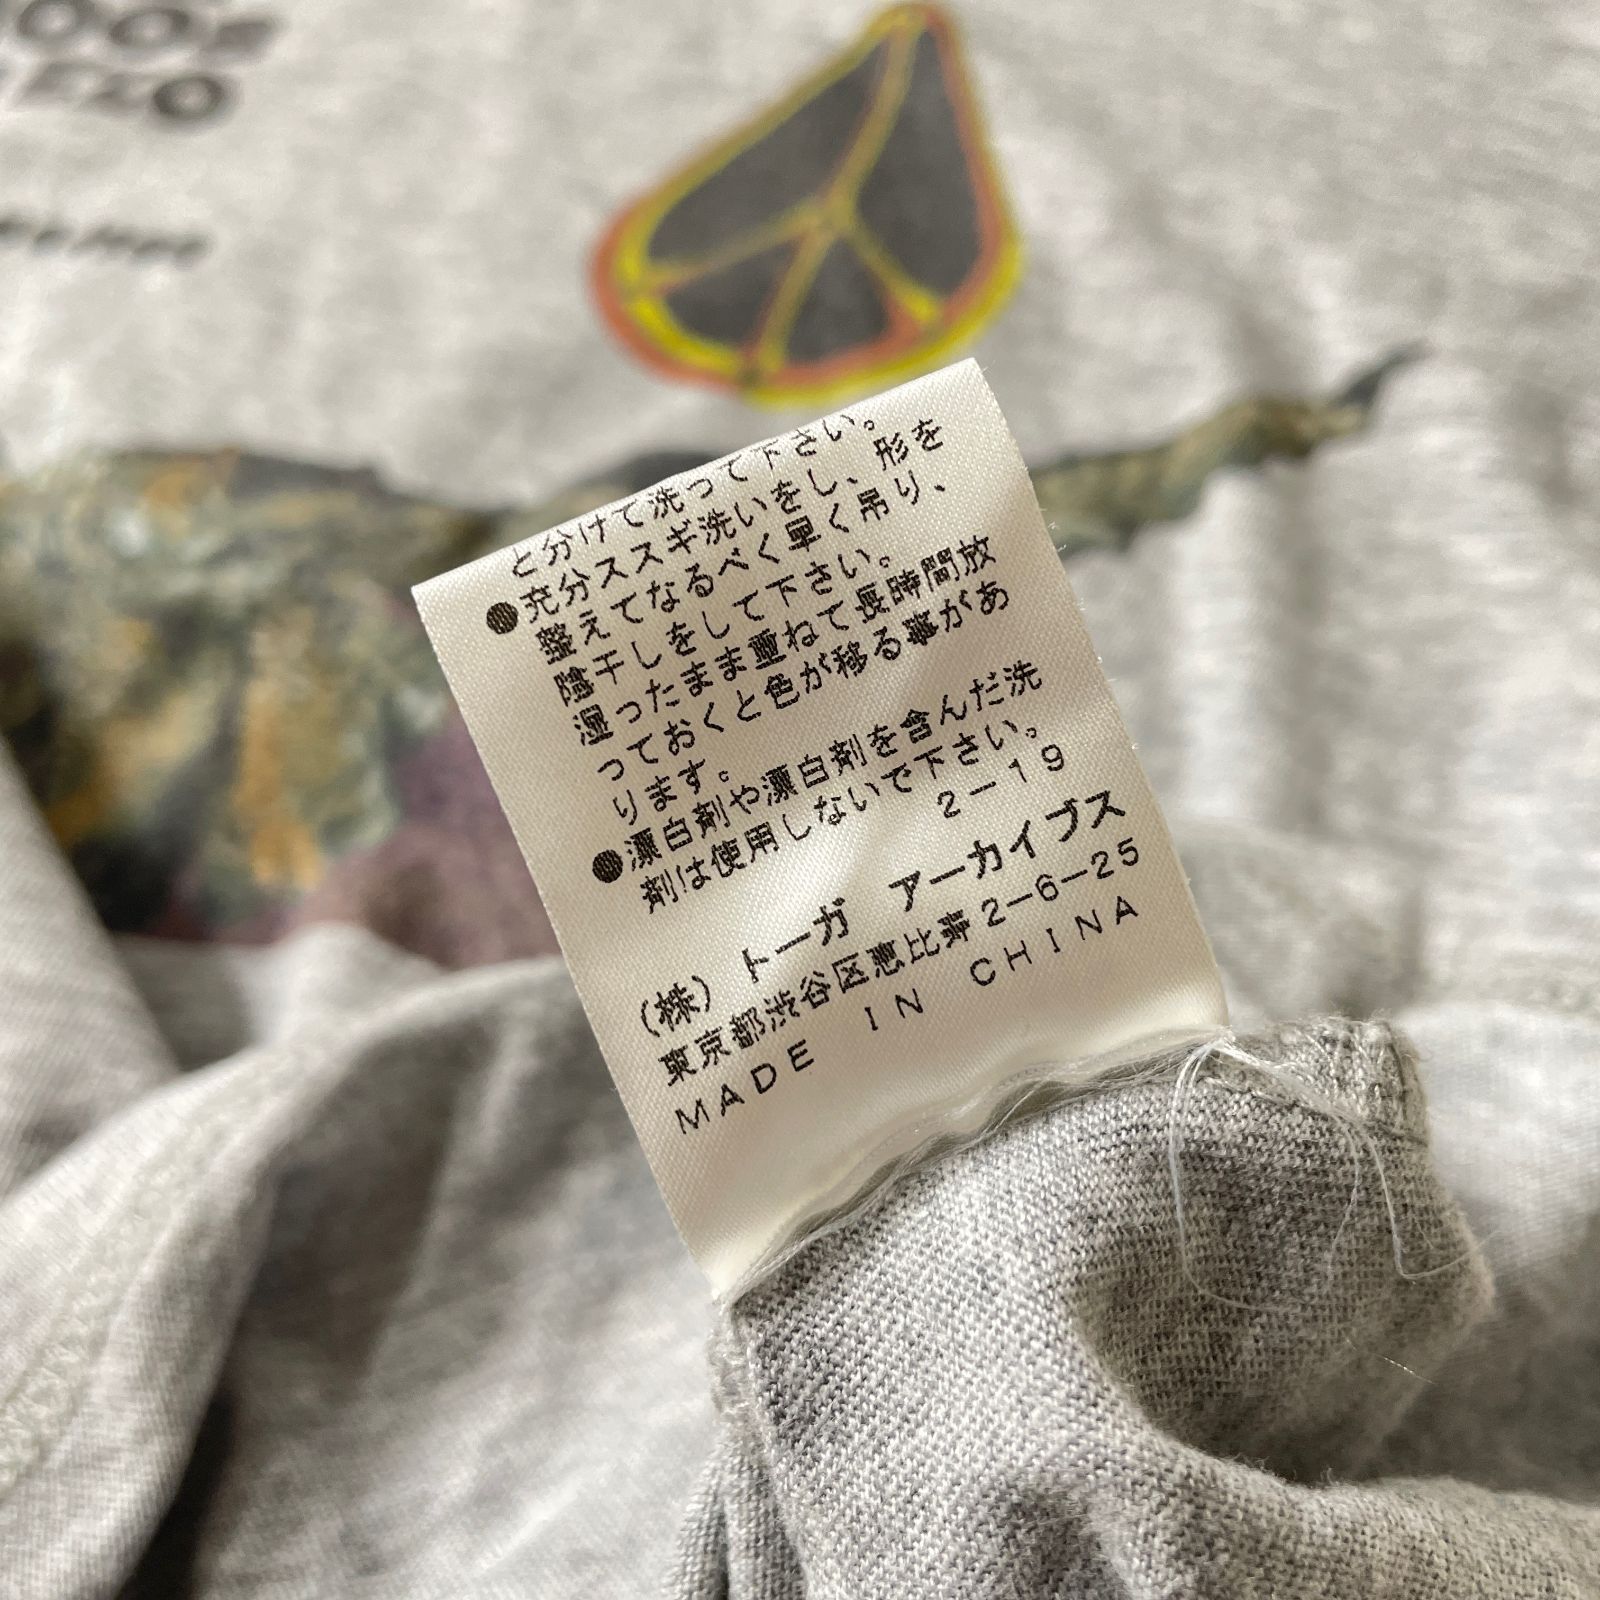 と分けて洗って下さい。
●充分ススギ洗いをし、形を
整えてなるべく早く吊り、
陰干しをして下さい。
湿ったまま重ねて長時間放
っておくと色が移る事があ
ります。
●漂白剤や漂白剤を含んだ洗
剤は使用しないで下さい。
2-19
(株) トーガ アーカイブス
東京都渋谷区恵比寿2-6-25
MADE IN CHINA